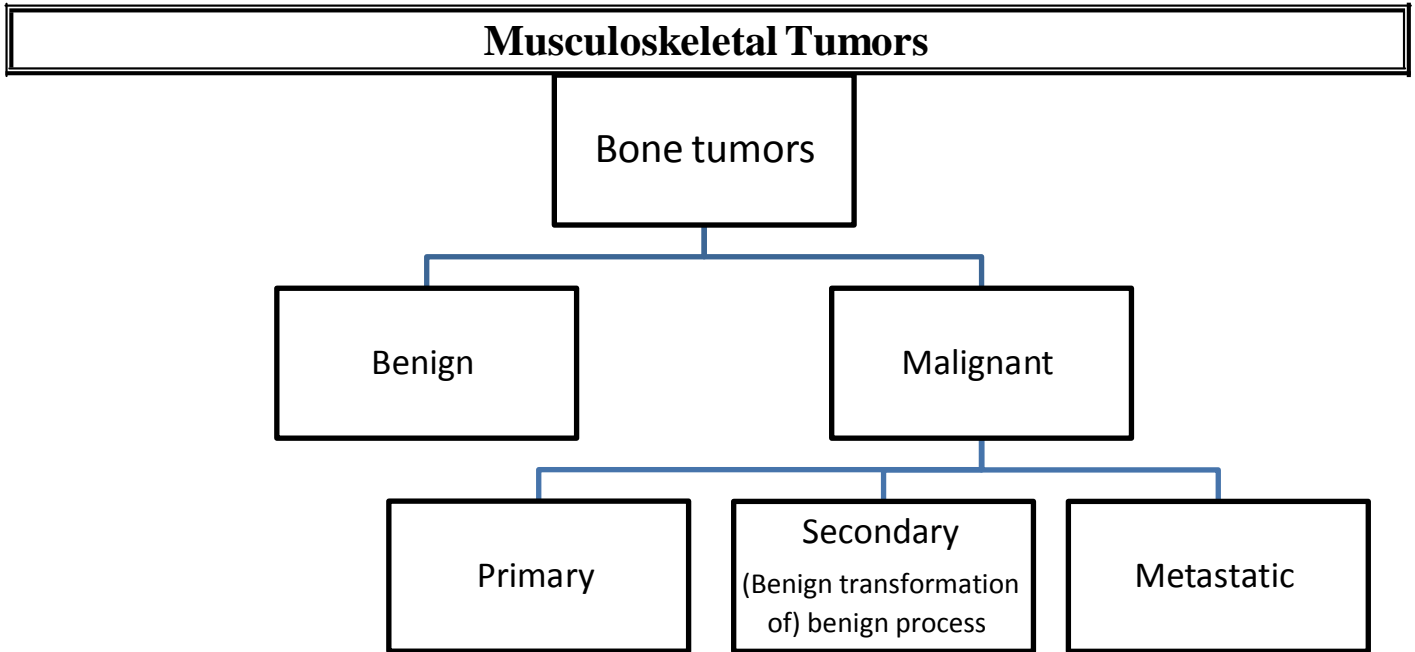 Musculoskeletal Tumors
Bone tumors
Benign
Malignant
Primary
Secondary
(Benign transformation
of) benign process
Metastatic